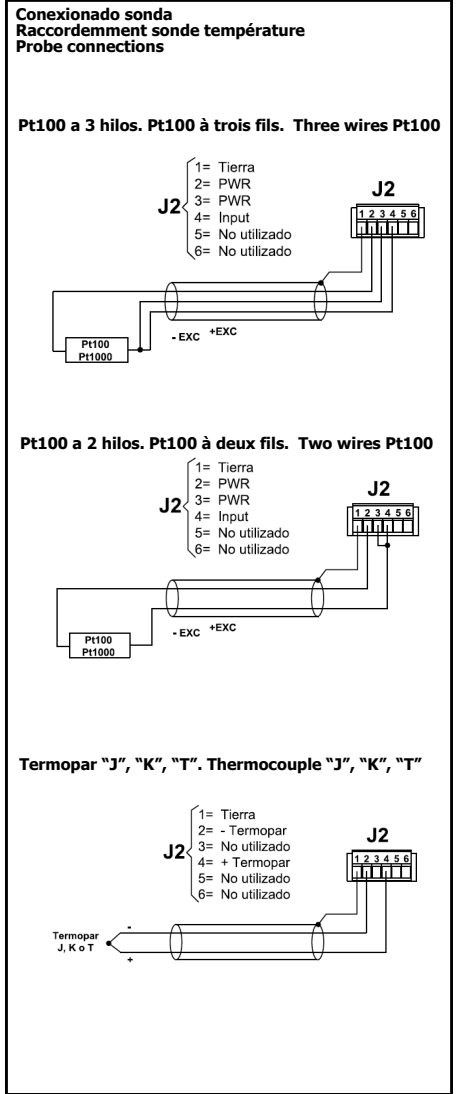 Conexionado sonda
Raccordemment sonde température
Probe connections
Pt100 a 3 hilos. Pt100 à trois fils. Three wires Pt100
J2
1= Tierra
2= PWR
3= PWR
4= Input
5= No utilizado
6= No utilizado
J2
1 2 3 4 5 6
- EXC +EXC
Pt100
Pt1000
Pt100 a 2 hilos. Pt100 à deux fils. Two wires Pt100
J2
1= Tierra
2= PWR
3= PWR
4= Input
5= No utilizado
6= No utilizado
J2
1 2 3 4 5 6
- EXC +EXC
Pt100
Pt1000
Termopar “J”, “K”, “T”. Thermocouple “J”, “K”, “T”
J2
1= Tierra
2= - Termopar
3= No utilizado
4= + Termopar
5= No utilizado
6= No utilizado
J2
1 2 3 4 5 6
Termopar
J, K o T
-
+